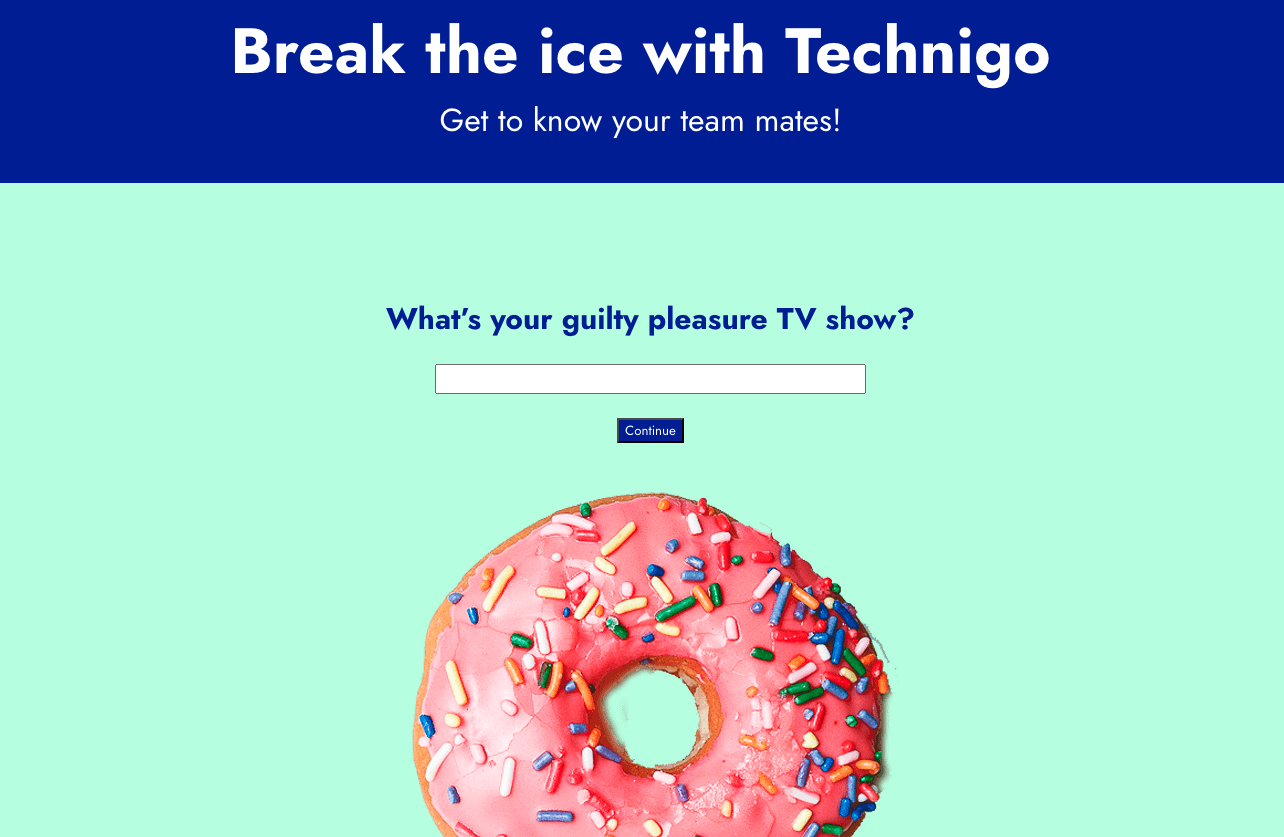 Break the ice with Technigo
Get to know your team mates!
What's your guilty pleasure TV show?
Continue